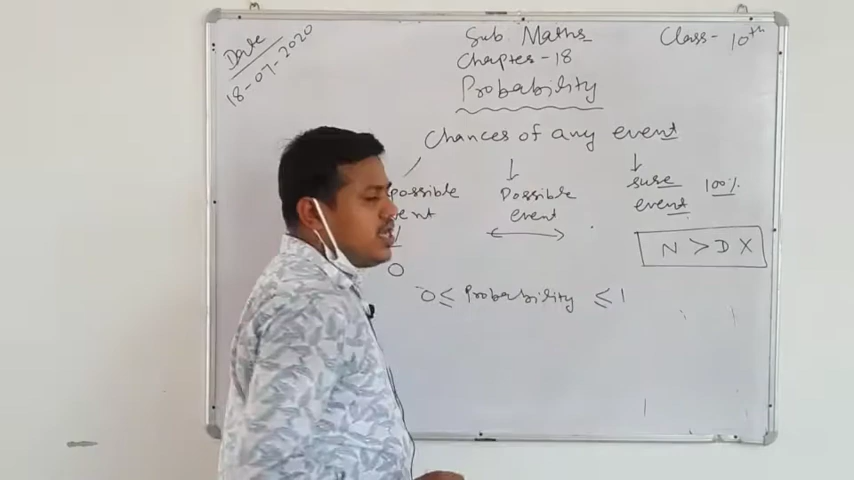 Date
18-07-2020
Sub Maths
Class- 10th
Chapter-18
Probability
Chances of any event
possible
Possible
sure 100%
event
event
event
N > D X
0
0 ≤ Probability ≤ 1